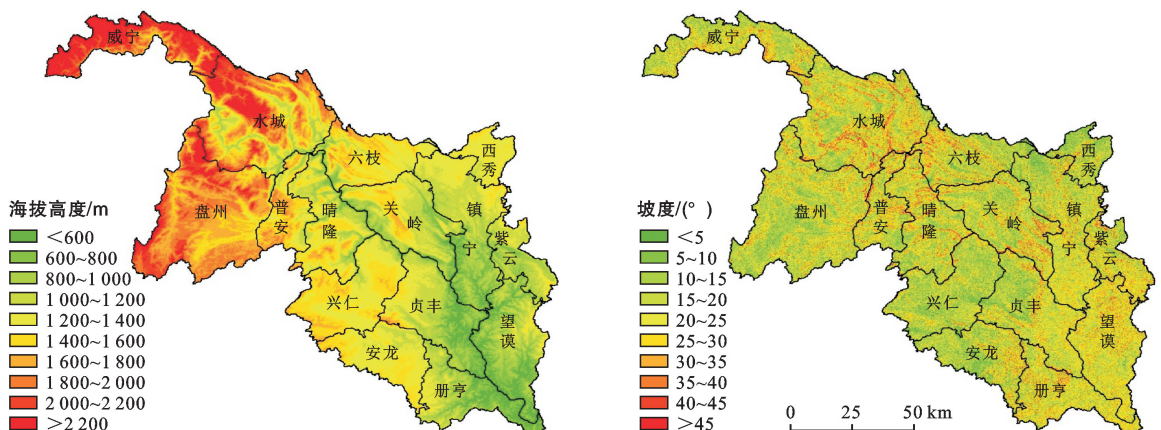 威宁
水城
六枝
西秀
盘州
普安
晴隆
关岭
镇宁
紫云
兴仁
贞丰
望谟
安龙
册亨
海拔高度/m
<600
600~800
800~1 000
1 000~1 200
1 200~1 400
1 400~1 600
1 600~1 800
1 800~2 000
2 000~2 200
>2 200
威宁
水城
六枝
西秀
盘州
普安
晴隆
关岭
镇宁
紫云
兴仁
贞丰
望谟
安龙
册亨
坡度/(°)
<5
5~10
10~15
15~20
20~25
25~30
30~35
35~40
40~45
>45
0 25 50 km